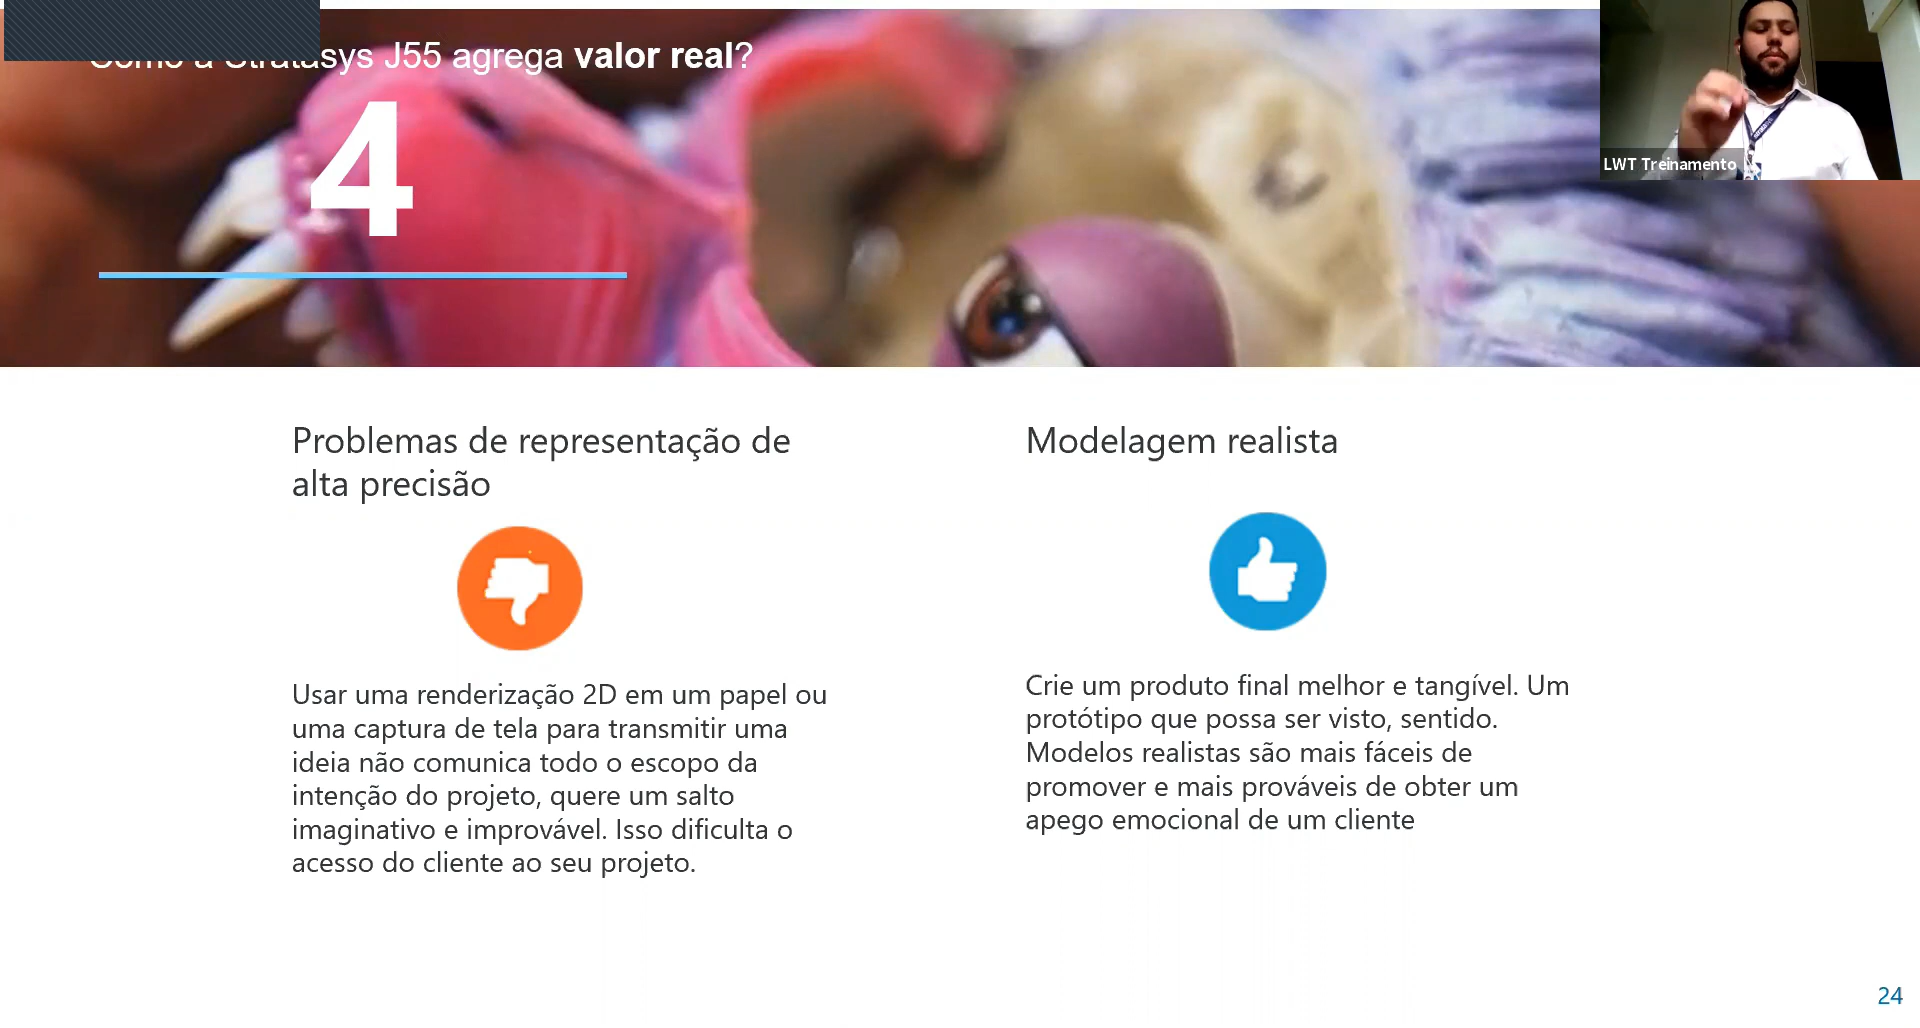 Como a Stratasys J55 agrega valor real?
4
LWT Treinamento
Problemas de representação de
alta precisão
Modelagem realista
Usar uma renderização 2D em um papel ou
uma captura de tela para transmitir uma
ideia não comunica todo o escopo da
intenção do projeto, quere um salto
imaginativo e improvável. Isso dificulta o
acesso do cliente ao seu projeto.
Crie um produto final melhor e tangível. Um
protótipo que possa ser visto, sentido.
Modelos realistas são mais fáceis de
promover e mais prováveis de obter um
apego emocional de um cliente
24